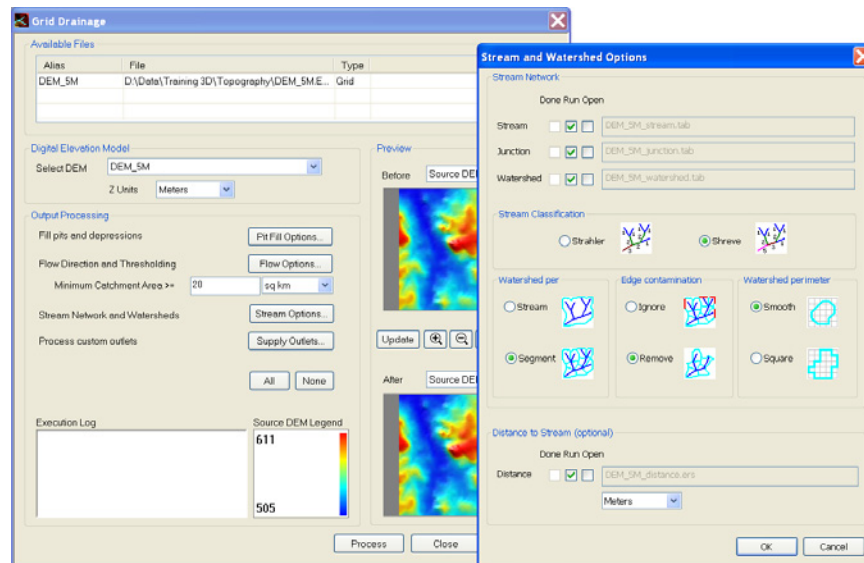 Grid Drainage
Available Files
Alias File Type
DEM_5M D:\Data\Training 3D\Topography\DEM_5M.E... Grid
Digital Elevation Model
Select DEM DEM_5M
Z Units Meters
Output Processing
Fill pits and depressions Pit Fill Options...
Flow Direction and Thresholding Flow Options...
Minimum Catchment Area >= 20 sq km
Stream Network and Watersheds Stream Options...
Process custom outlets Supply Outlets...
All None
Execution Log
Source DEM Legend
611
505
Preview
Before Source DE
Update
After Source DE
Process Close
Stream and Watershed Options
Stream Network
Done Run Open
Stream DEM_5M_stream.tab
Junction DEM_5M_junction.tab
Watershed DEM_5M_watershed.tab
Stream Classification
Strahler Shreve
Watershed per
Stream
Segment
Edge contamination
Ignore
Remove
Watershed perimeter
Smooth
Square
Distance to Stream (optional)
Done Run Open
Distance DEM_5M_distance.ers
Meters
OK Cancel